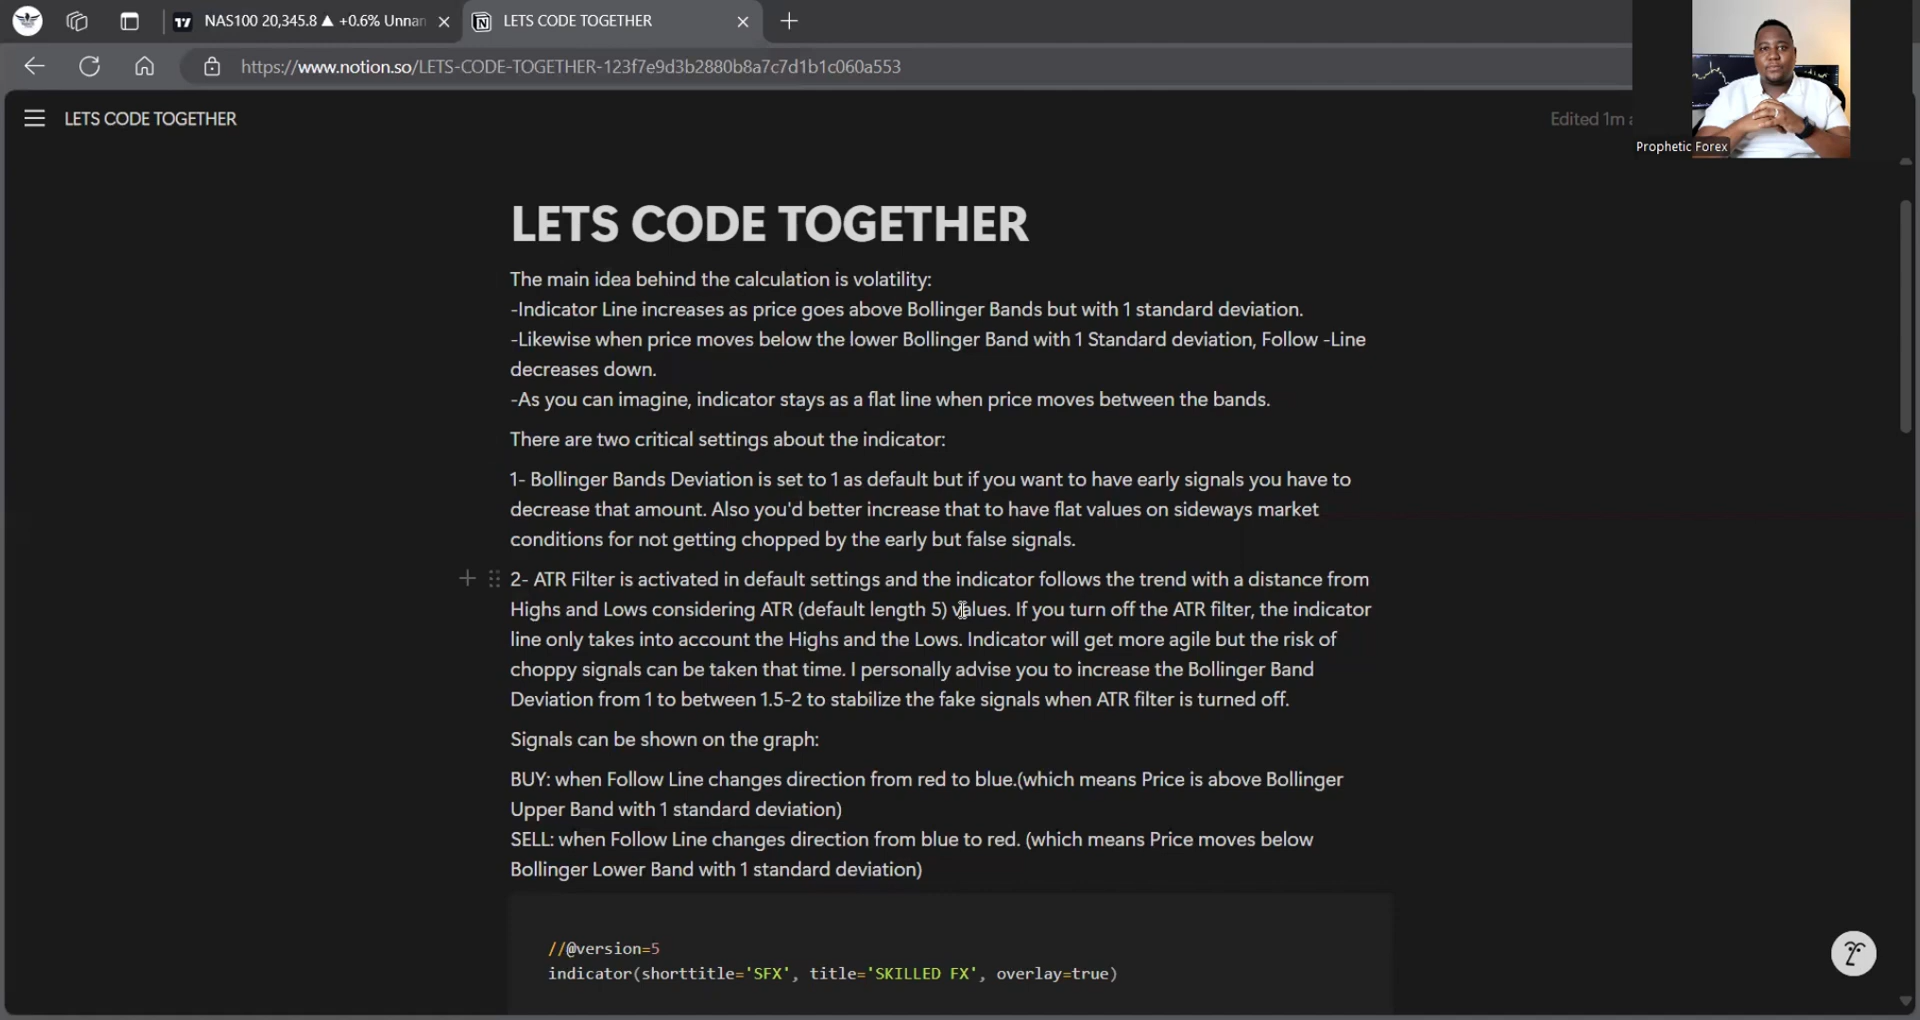 NAS100 20,345.8 ▲ +0.6% Unnar
LETS CODE TOGETHER
https://www.notion.so/LETS-CODE-TOGETHER-123f7e9d3b2880b8a7c7d1b1c060a553
LETS CODE TOGETHER
Edited 1m a
Prophetic Forex
LETS CODE TOGETHER
The main idea behind the calculation is volatility:
-Indicator Line increases as price goes above Bollinger Bands but with 1 standard deviation.
-Likewise when price moves below the lower Bollinger Band with 1 Standard deviation, Follow -Line
decreases down.
-As you can imagine, indicator stays as a flat line when price moves between the bands.
There are two critical settings about the indicator:
1- Bollinger Bands Deviation is set to 1 as default but if you want to have early signals you have to
decrease that amount. Also you'd better increase that to have flat values on sideways market
conditions for not getting chopped by the early but false signals.
2- ATR Filter is activated in default settings and the indicator follows the trend with a distance from
Highs and Lows considering ATR (default length 5) values. If you turn off the ATR filter, the indicator
line only takes into account the Highs and the Lows. Indicator will get more agile but the risk of
choppy signals can be taken that time. I personally advise you to increase the Bollinger Band
Deviation from 1 to between 1.5-2 to stabilize the fake signals when ATR filter is turned off.
Signals can be shown on the graph:
BUY: when Follow Line changes direction from red to blue.(which means Price is above Bollinger
Upper Band with 1 standard deviation)
SELL: when Follow Line changes direction from blue to red. (which means Price moves below
Bollinger Lower Band with 1 standard deviation)
//@version=5
indicator(shorttitle='SFX', title='SKILLED FX', overlay=true)